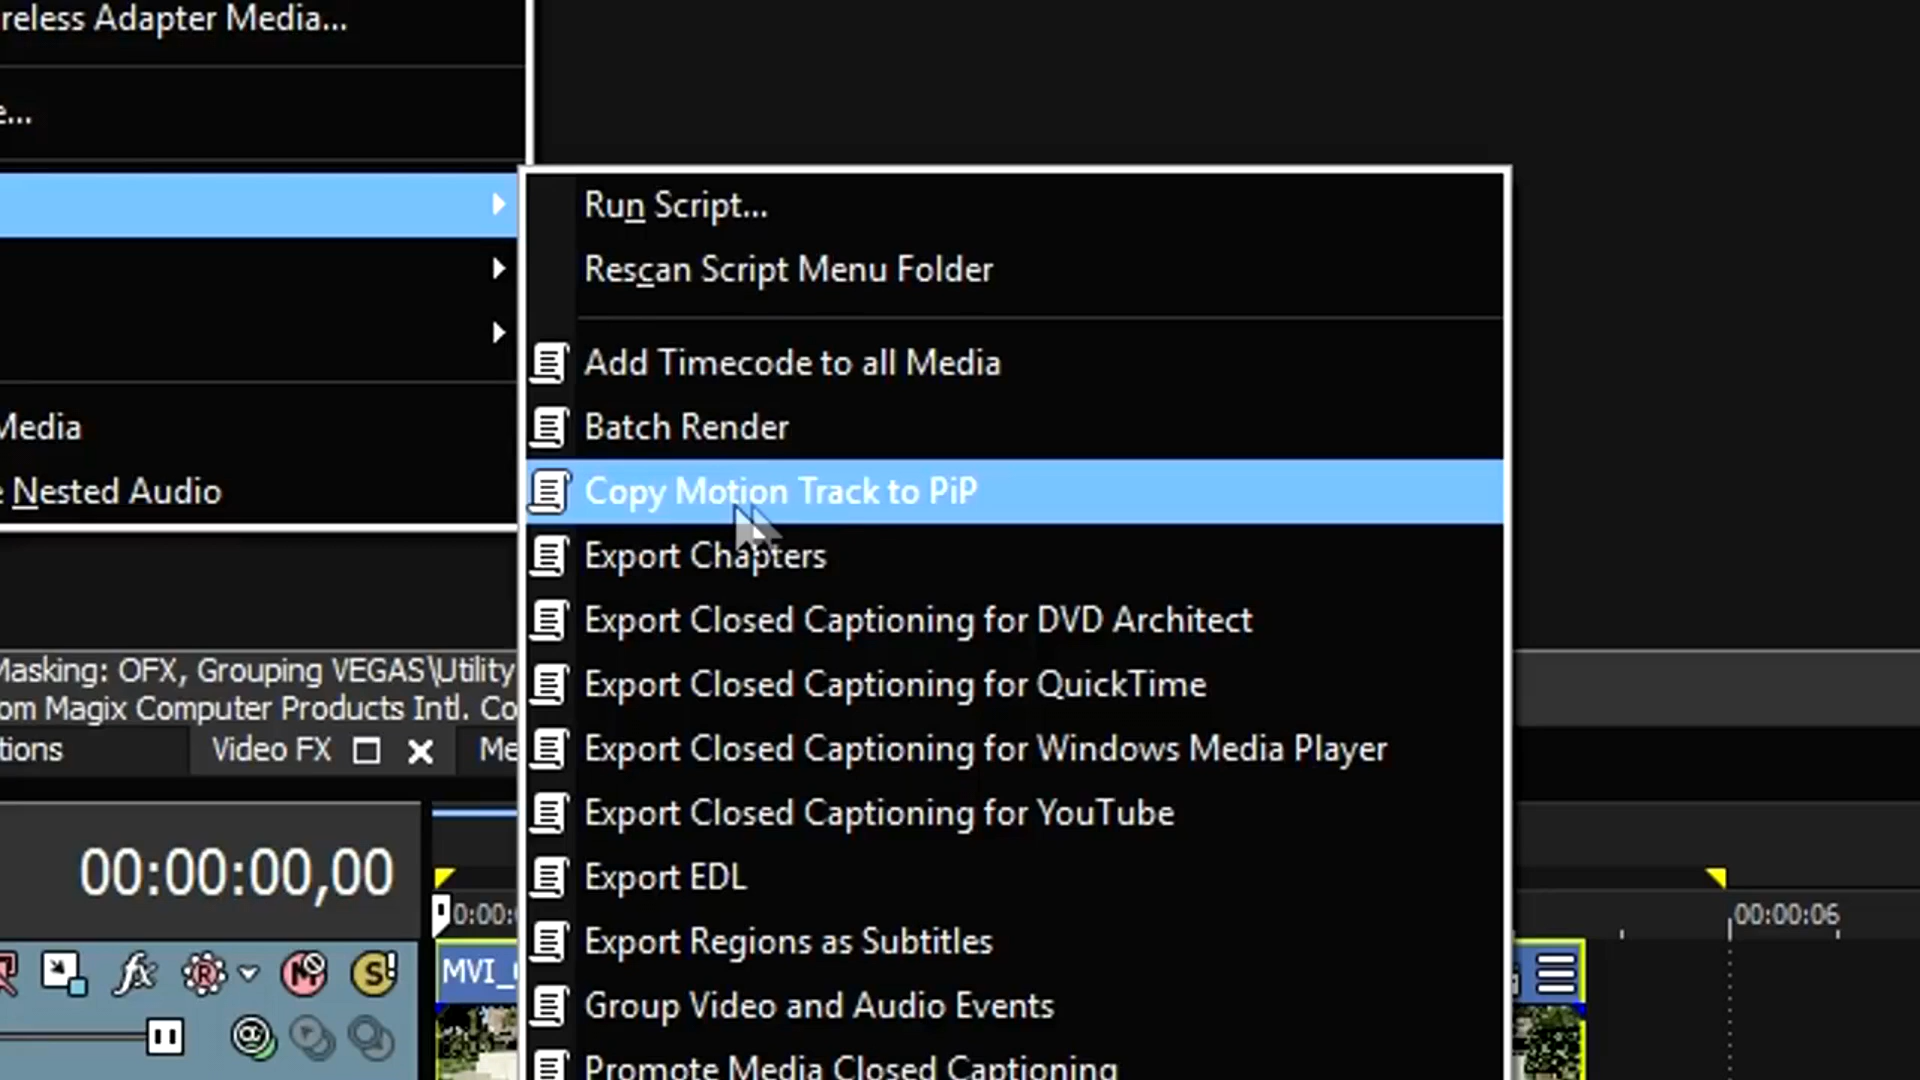 reless Adapter Media...
e...
Run Script...
Rescan Script Menu Folder
Add Timecode to all Media
Batch Render
Media
Copy Motion Track to PiP
e Nested Audio
Export Chapters
Export Closed Captioning for DVD Architect
Masking: OFX, Grouping VEGAS\Utility
Export Closed Captioning for QuickTime
om Magix Computer Products Intl. Co
tions
Video FX
Me
Export Closed Captioning for Windows Media Player
Export Closed Captioning for YouTube
00:00:00,00
Export EDL
0:00:
00:00:06
Export Regions as Subtitles
MVI_
Group Video and Audio Events
Promote Media Closed Captioning